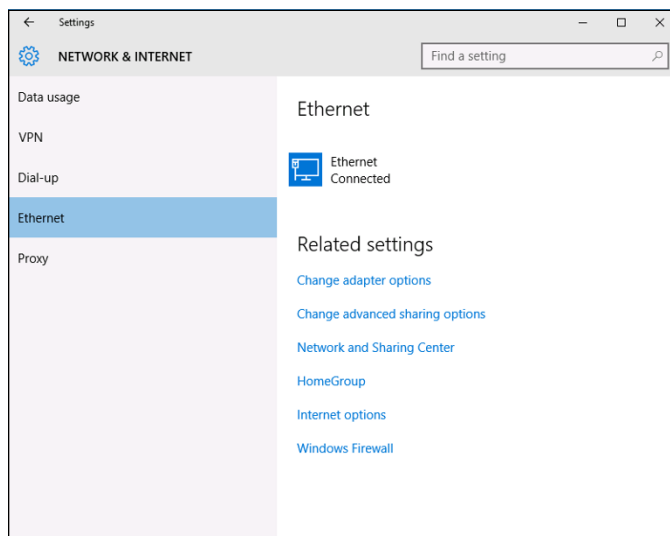 Settings
NETWORK & INTERNET
Find a setting
Data usage
VPN
Dial-up
Ethernet
Proxy
Ethernet
Ethernet
Connected
Related settings
Change adapter options
Change advanced sharing options
Network and Sharing Center
HomeGroup
Internet options
Windows Firewall